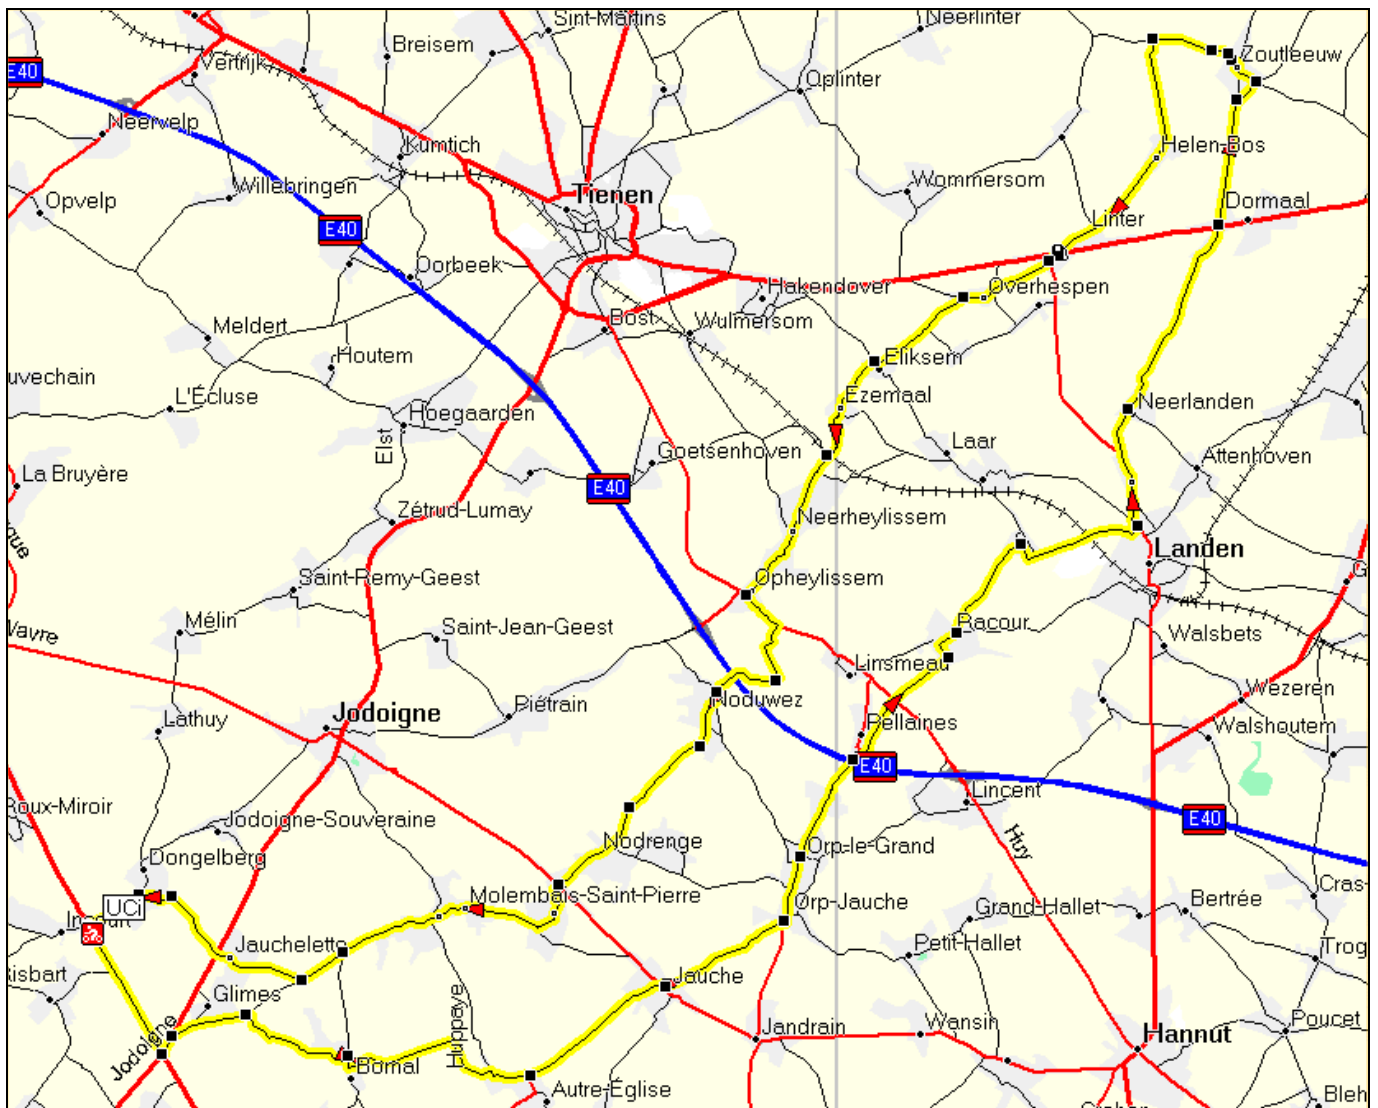 Sint-Martins
Neerlinter
Breisem
Zoutleeuw
Vertrijk
E40
Oplinter
Neervelp
Kumtich
Helen-Bos
Willebringen
Opvelp
Tienen
Wommersom
Dormaal
Linter
E40
Oorbeek
Hakendover
Overhespen
Meldert
Bost
Wulmersom
Houtem
Eliksem
uvechain
L'Écluse
Ezemaal
Hoegaarden
Neerlanden
Elst
Laar
Goetsenhoven
Attenhoven
La Bruyère
E40
Zétrud-Lumay
Neerheylissem
que
Landen
Saint-Remy-Geest
Opheylissem
G
Mélin
Wavre
Saint-Jean-Geest
Racour
Walsbets
Linsmeau
Wezeren
Piétrain
Noduwez
Jodoigne
Lathuy
Pellaines
Walshoutem
E40
Lincent
Roux-Miroir
E40
Jodoigne-Souveraine
Huy
Nodrenge
Orp-le-Grand
Dongelberg
Molembais-Saint-Pierre
Cras-
UCi
Orp-Jauche
Bertrée
Grand-Hallet
Jauchelette
Petit-Hallet
Trog
Risbart
Jauche
Glimes
Huppaye
Jandrain
Wansin
Poucet
Hannut
Jodoigne
Bomal
Autre-Église
Bleh